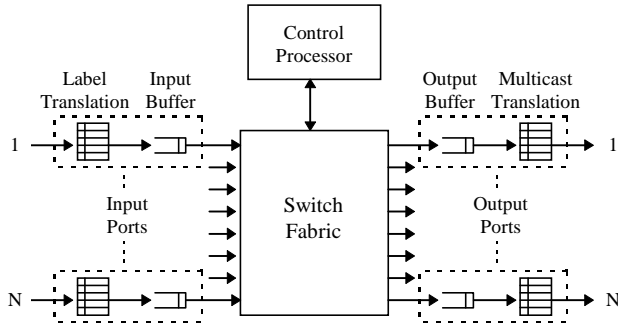 Control
Processor
Label
Translation
Input
Buffer
Output
Buffer
Multicast
Translation
1
1
Input
Ports
Switch
Fabric
Output
Ports
N
N